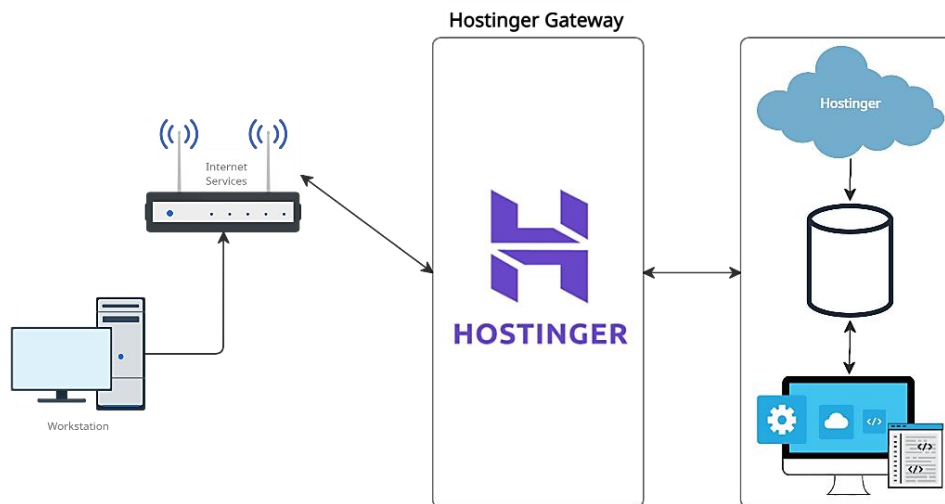 Hostinger Gateway
Hostinger
Internet
Services
HOSTINGER
Workstation
</>
</>
</>